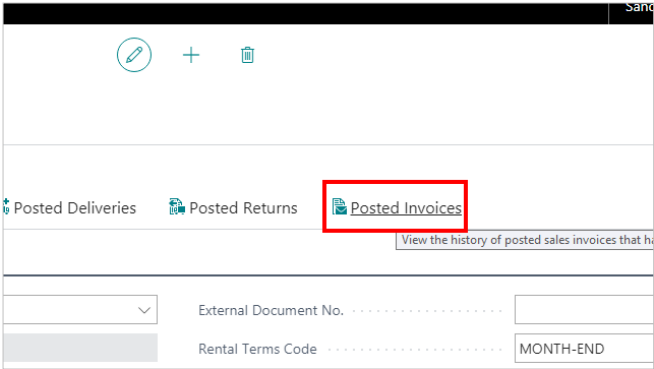 Posted Deliveries Posted Returns Posted Invoices
View the history of posted sales invoices that
External Document No.
Rental Terms Code MONTH-END